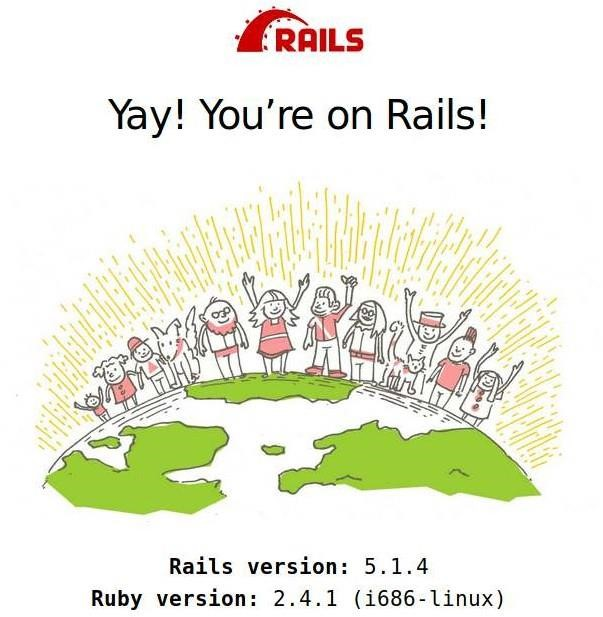 RAILS
Yay! You’re on Rails!
Rails version: 5.1.4
Ruby version: 2.4.1 (i686-linux)